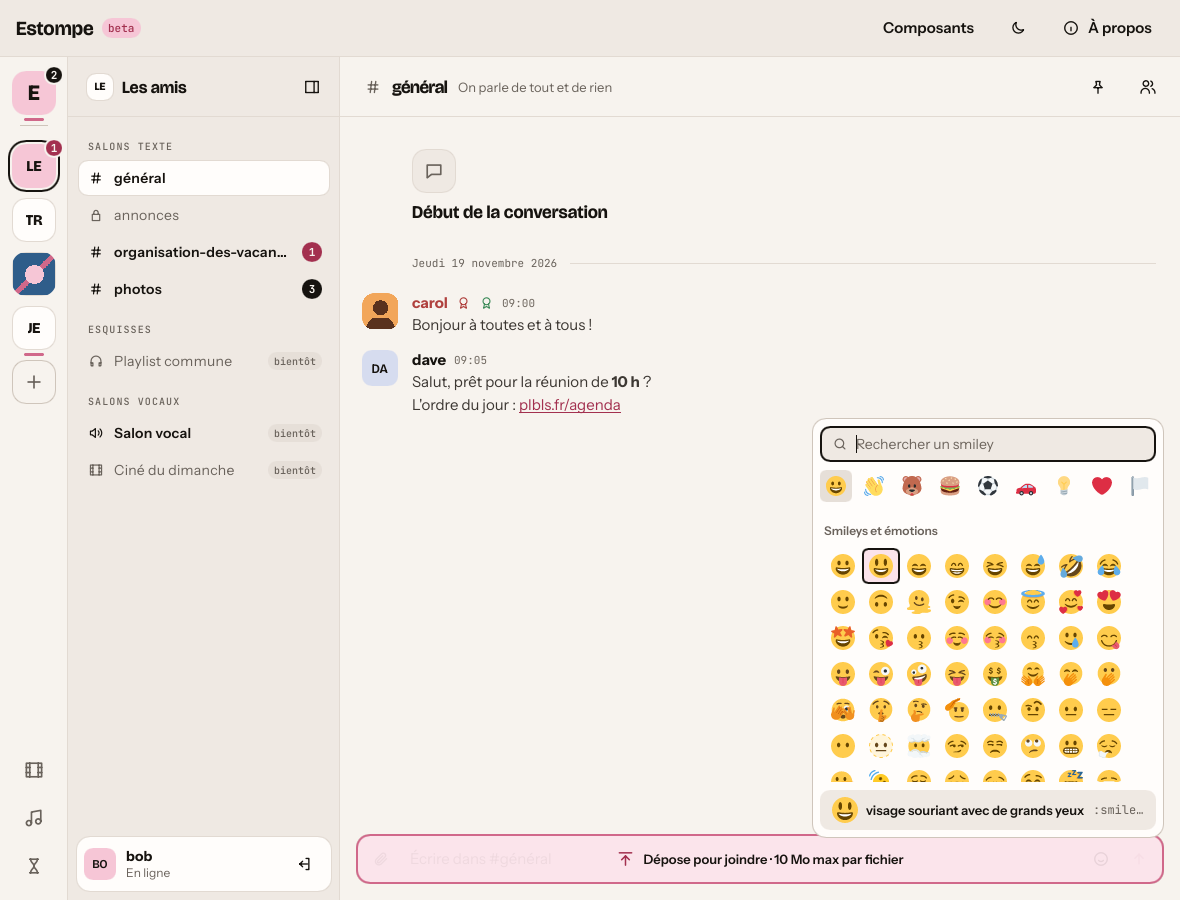 Estompe beta
Composants
À propos
E 2
LE 1
TR
JE
LE Les amis
SALONS TEXTE
# général
annonces
# organisation-des-vacan… 1
# photos 3
ESQUISSES
Playlist commune bientôt
SALONS VOCAUX
Salon vocal bientôt
Ciné du dimanche bientôt
BO bob
En ligne
# général On parle de tout et de rien
Début de la conversation
Jeudi 19 novembre 2026
carol 09:00
Bonjour à toutes et à tous !
DA dave 09:05
Salut, prêt pour la réunion de 10 h ?
L'ordre du jour : plbls.fr/agenda
Rechercher un smiley
Smileys et émotions
visage souriant avec de grands yeux :smile…
Écrire dans #général
Dépose pour joindre · 10 Mo max par fichier